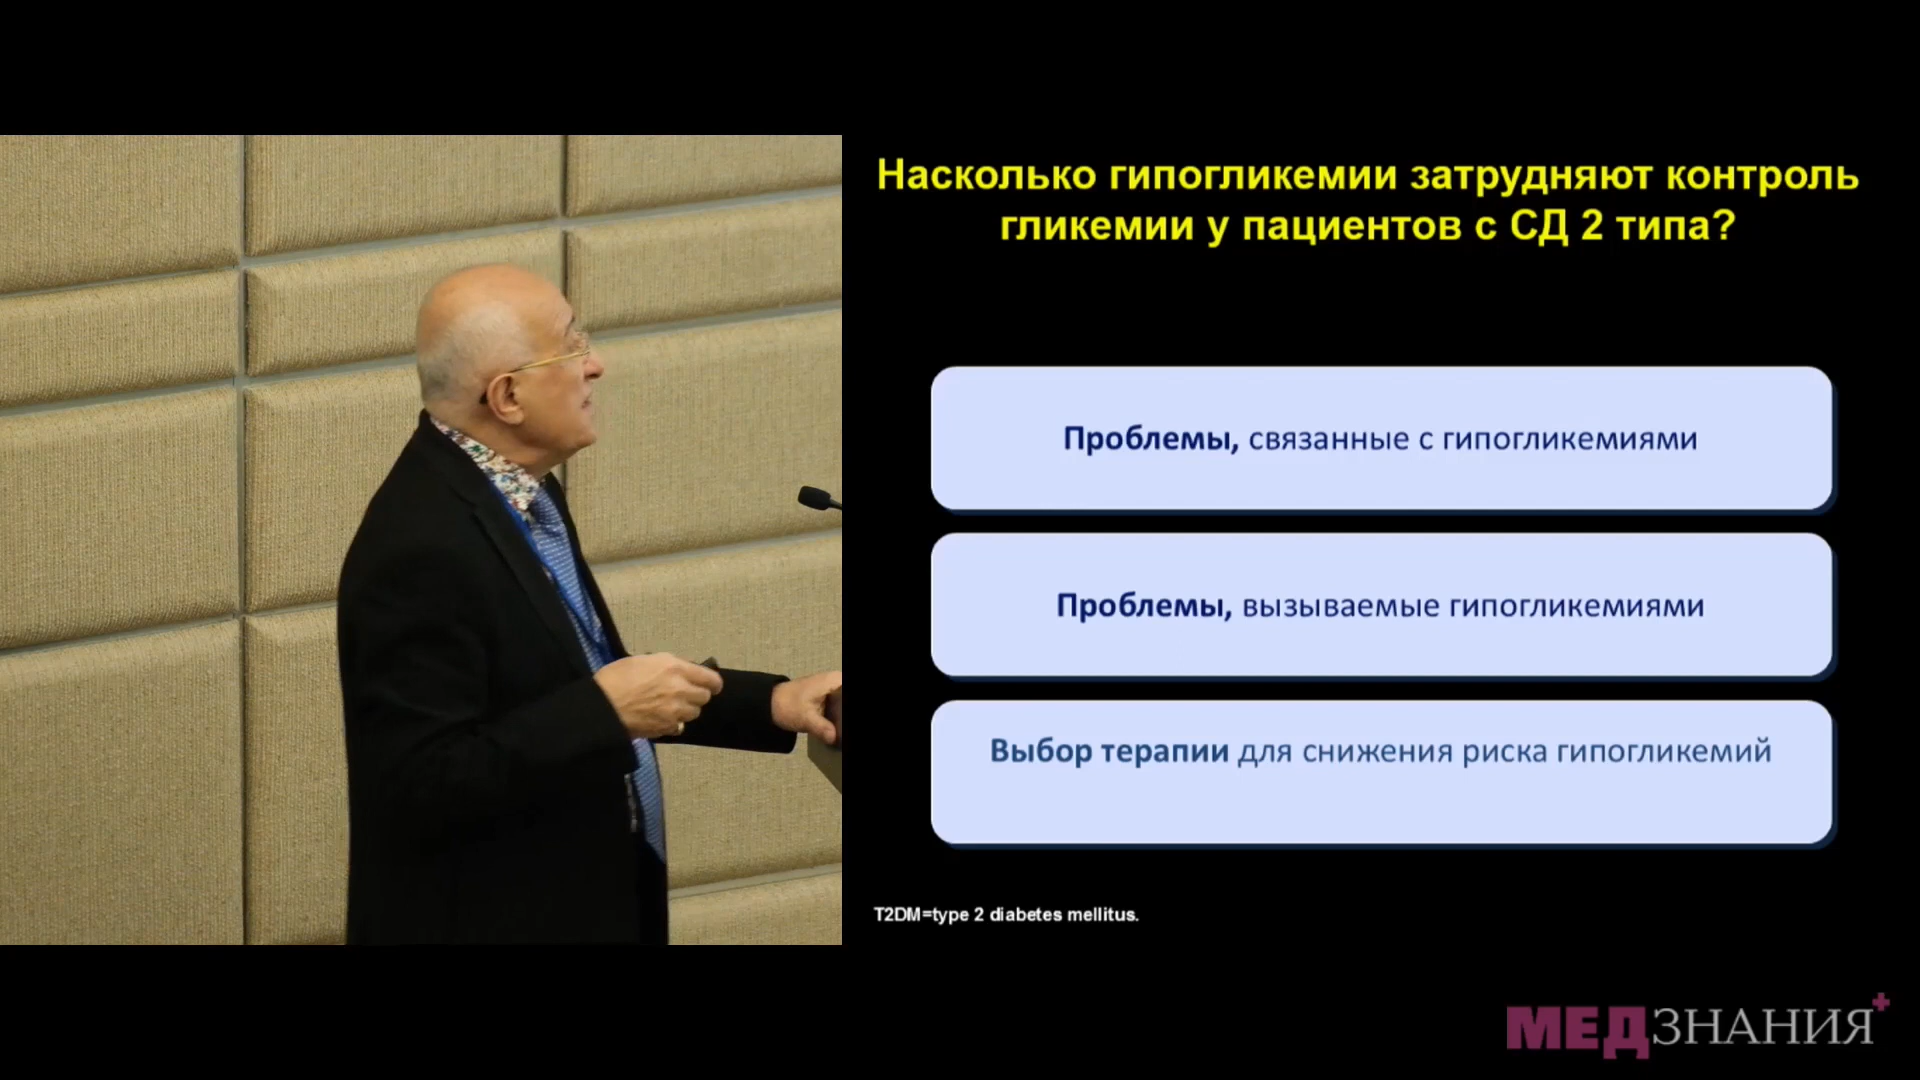 Насколько гипогликемии затрудняют контроль
гликемии у пациентов с СД 2 типа?
Проблемы, связанные с гипогликемиями
Проблемы, вызываемые гипогликемиями
Выбор терапии для снижения риска гипогликемий
T2DM=type 2 diabetes mellitus.
МЕДЗНАНИЯ+